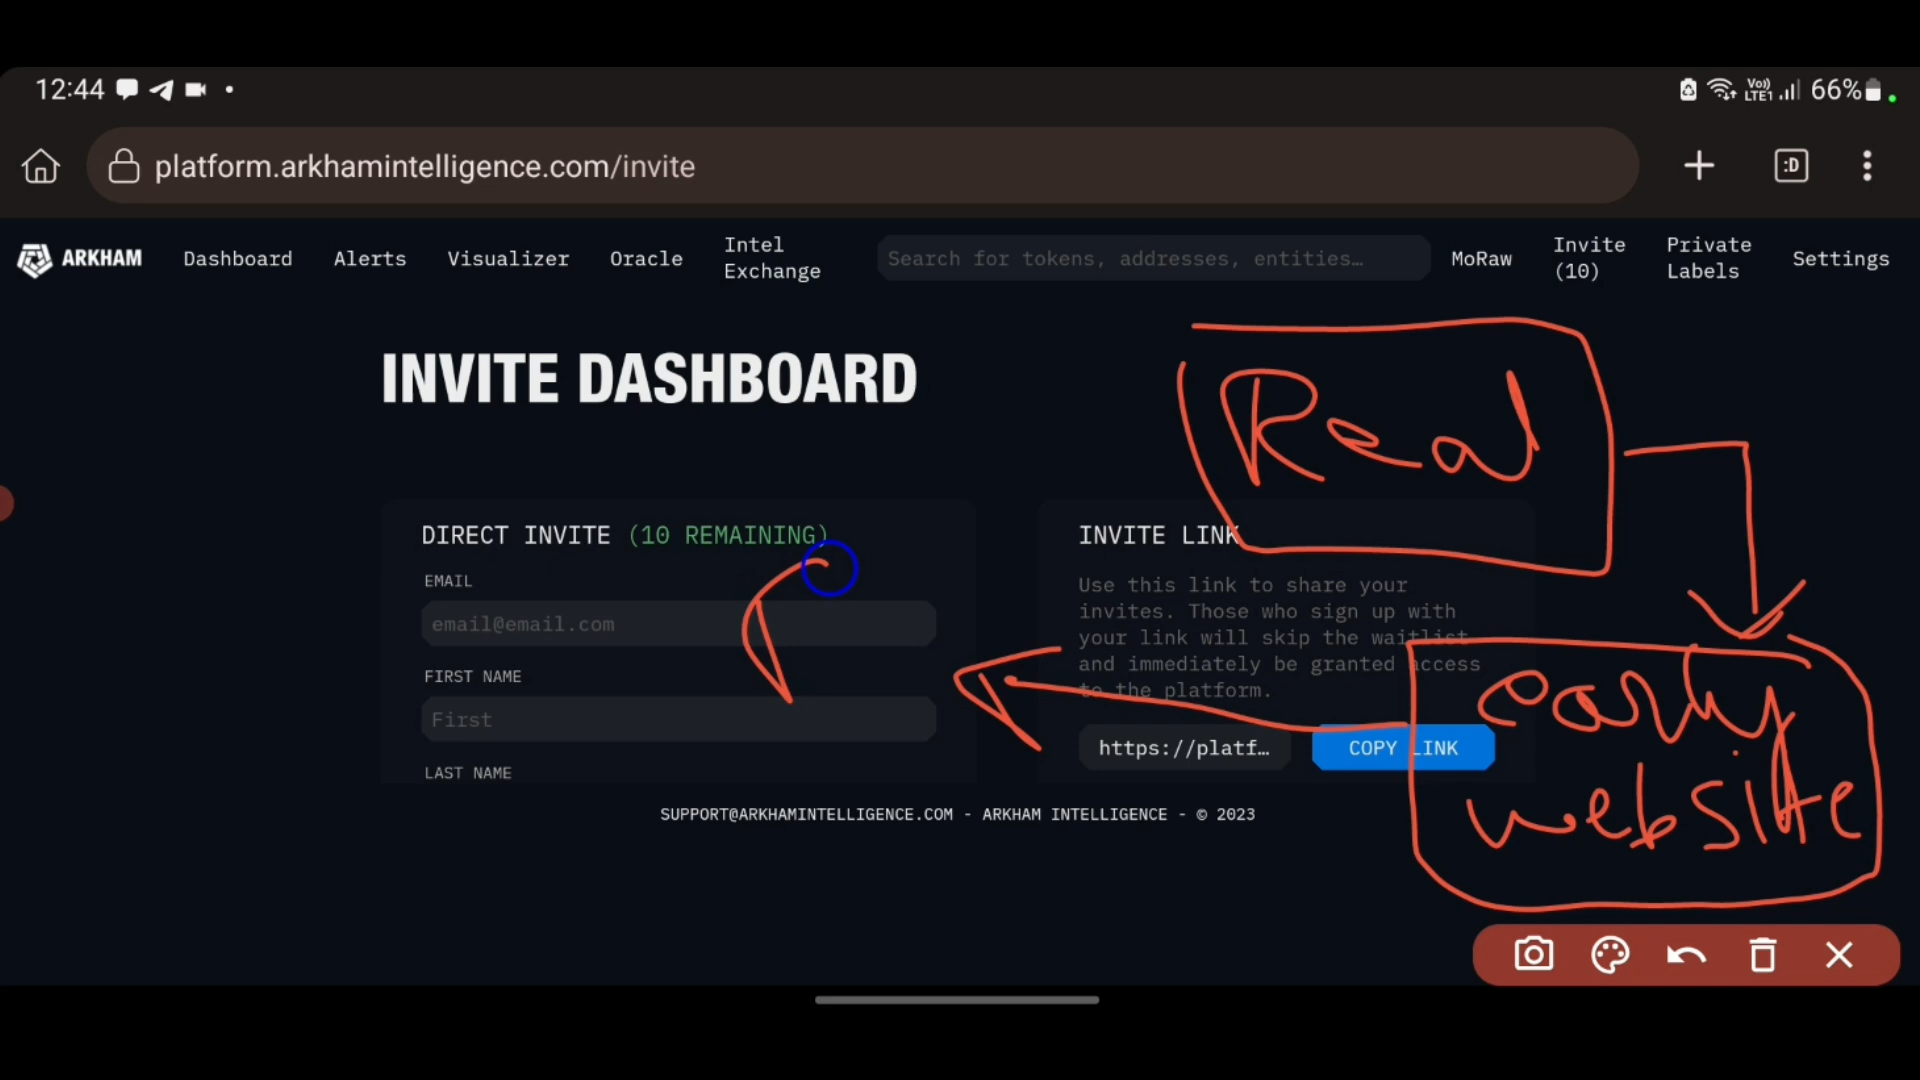 12:44
Vo))
LTE1
66%
platform.arkhamintelligence.com/invite
:D
ARKHAM
Dashboard
Alerts
Visualizer
Oracle
Intel
Exchange
Search for tokens, addresses, entities…
MoRaw
Invite
(10)
Private
Labels
Settings
INVITE DASHBOARD
Real
DIRECT INVITE (10 REMAINING)
EMAIL
email@email.com
FIRST NAME
First
LAST NAME
INVITE LINK
Use this link to share your
invites. Those who sign up with
your link will skip the waitlist
and immediately be granted access
to the platform.
https://platf…
COPY LINK
early
website
SUPPORT@ARKHAMINTELLIGENCE.COM - ARKHAM INTELLIGENCE - © 2023